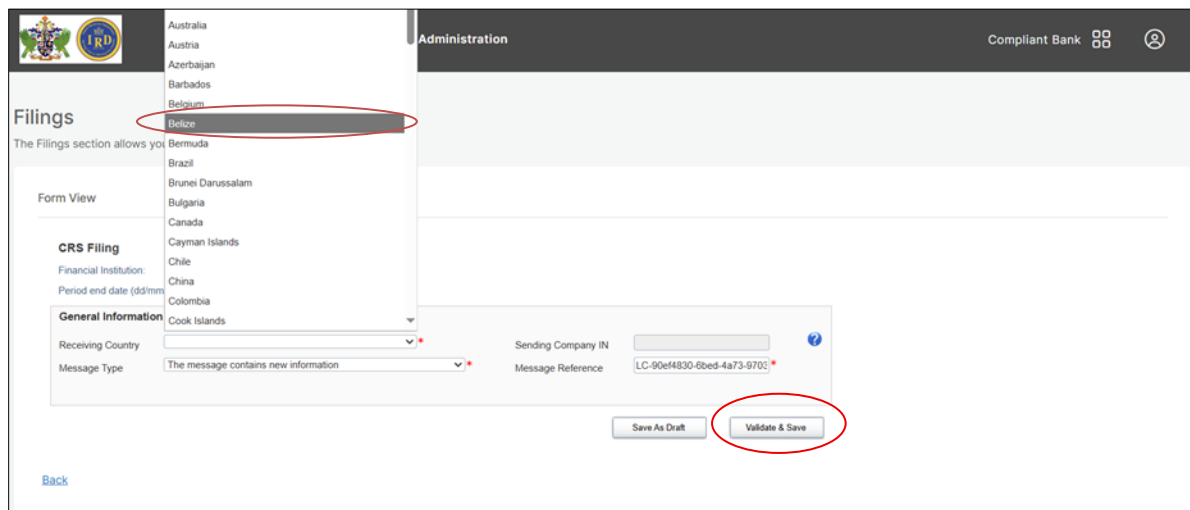 IRD
Administration
Compliant Bank
Australia
Austria
Azerbaijan
Barbados
Belgium
Belize
Bermuda
Brazil
Brunei Darussalam
Bulgaria
Canada
Cayman Islands
Chile
China
Colombia
Cook Islands
Filings
The Filings section allows
Form View
CRS Filing
Financial Institution:
Period end date (dd/mm
General Information
Receiving Country * Sending Company IN ?
Message Type The message contains new information * Message Reference LC-90ef4830-6bed-4a73-9703 *
Save As Draft Validate & Save
Back